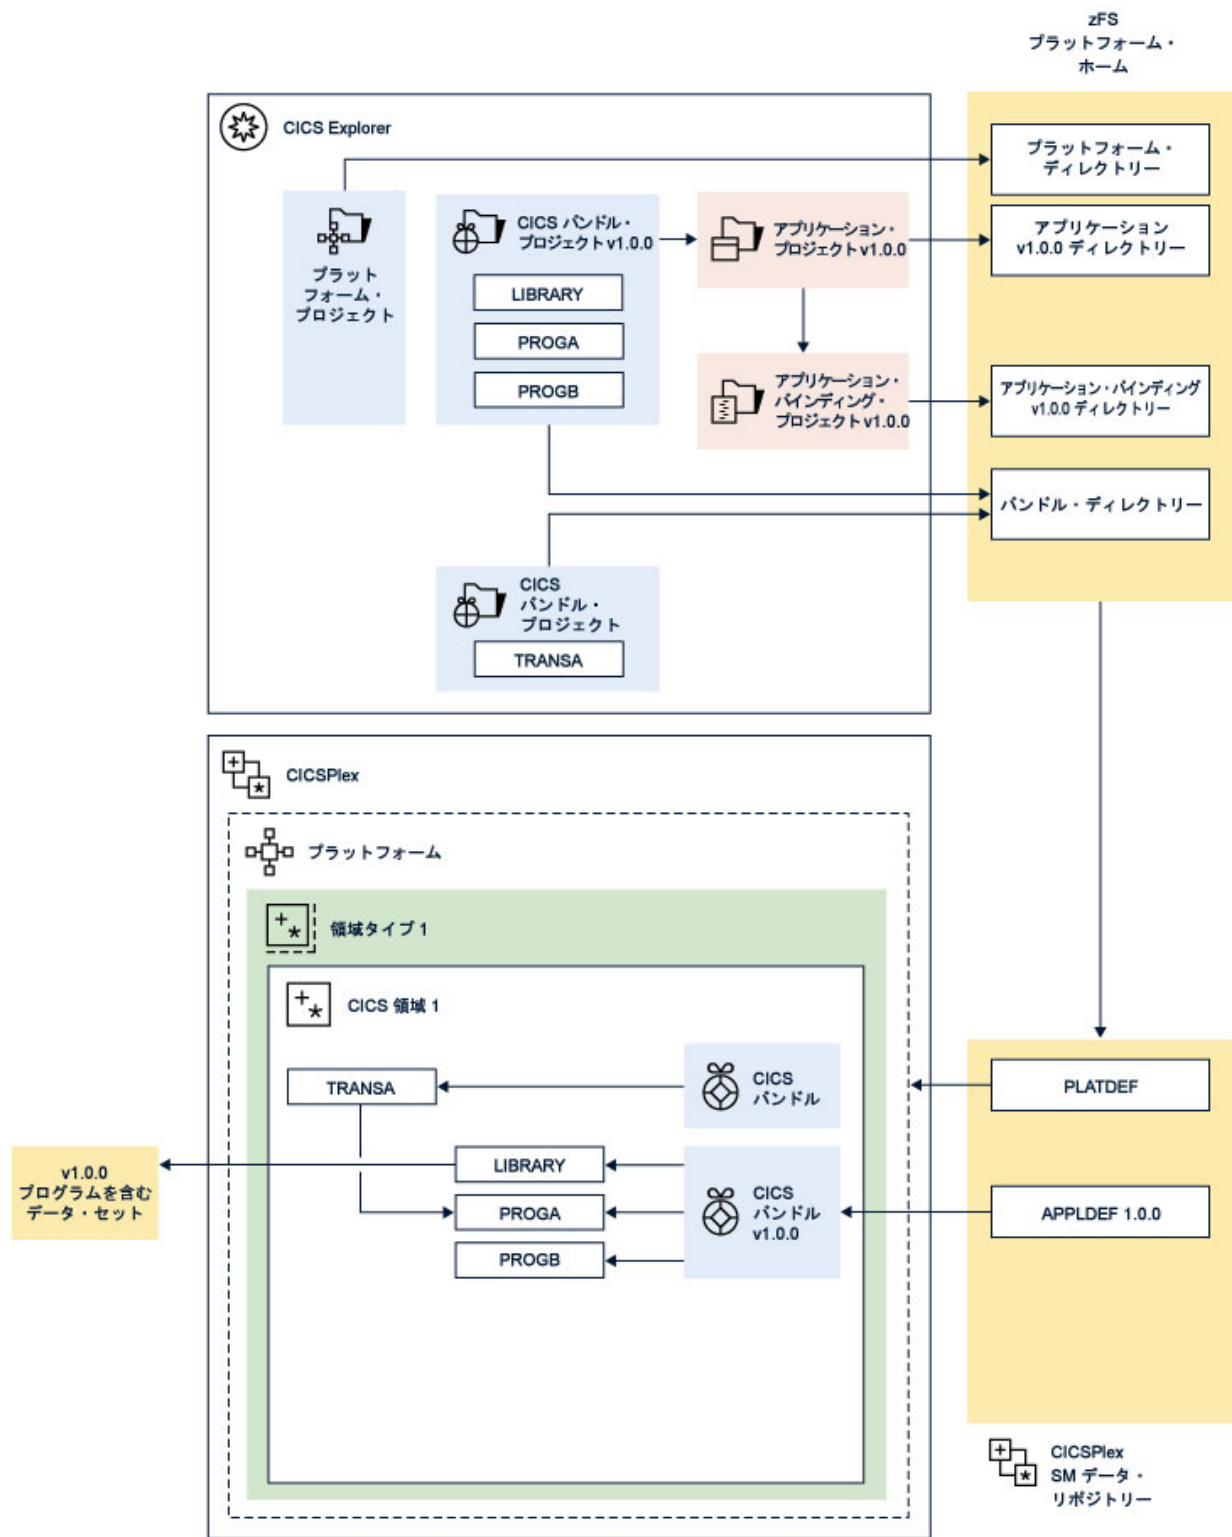 zFS
プラットフォーム・
ホーム
CICS Explorer
プラットフォーム・
ディレクトリー
プラット
フォーム・
プロジェクト
CICS バンドル・
プロジェクト v1.0.0
LIBRARY
PROGA
PROGB
アプリケーション・
プロジェクト v1.0.0
アプリケーション
v1.0.0 ディレクトリー
アプリケーション・
バインディング・
プロジェクト v1.0.0
アプリケーション・バインディング
v1.0.0 ディレクトリー
バンドル・ディレクトリー
CICS
バンドル・
プロジェクト
TRANSA
CICSPlex
プラットフォーム
領域タイプ 1
CICS 領域 1
TRANSA
CICS
バンドル
PLATDEF
v1.0.0
プログラムを含む
データ・セット
LIBRARY
PROGA
PROGB
CICS
バンドル
v1.0.0
APPLDEF 1.0.0
CICSPlex
SM データ・
リポジトリー